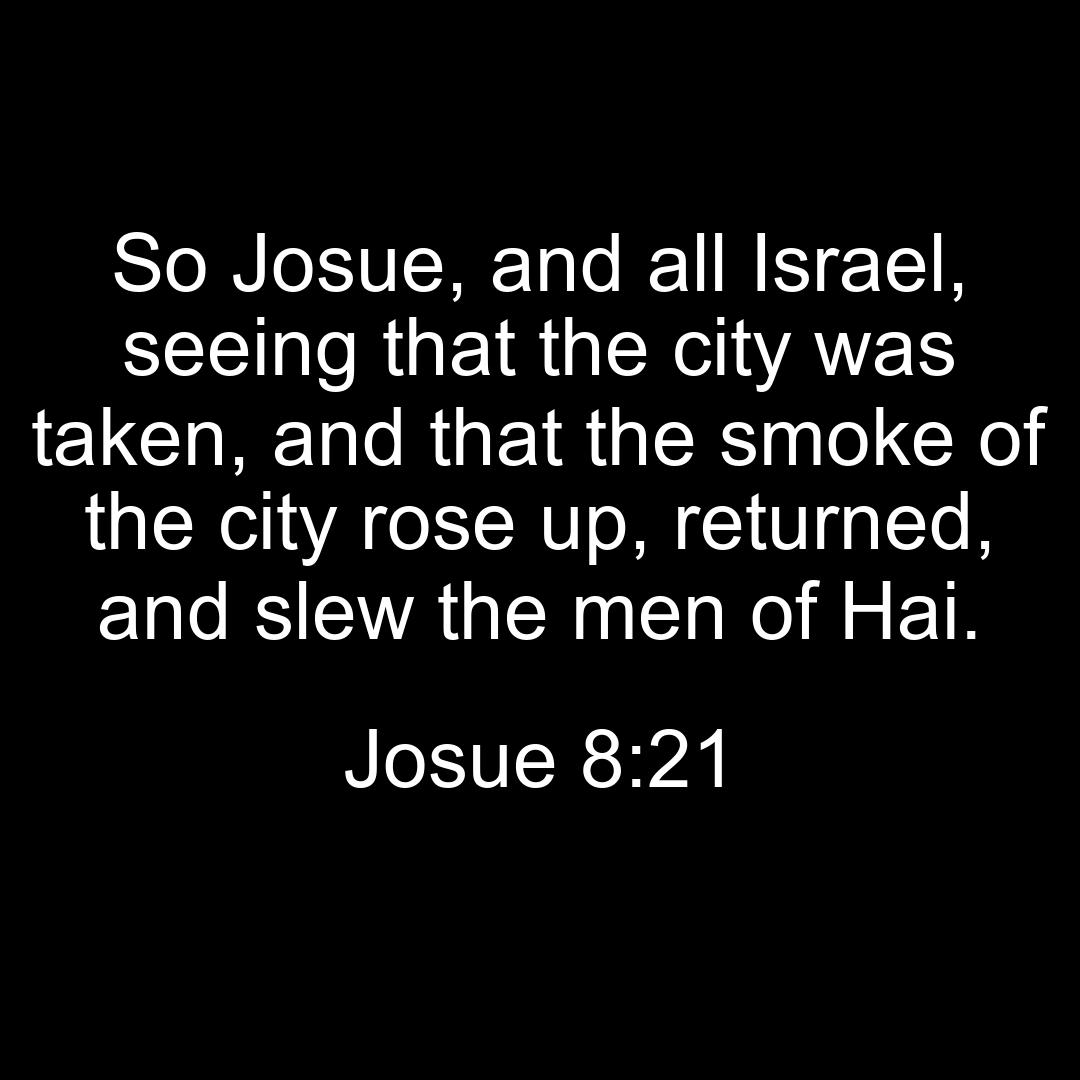 So Josue, and all Israel,
seeing that the city was
taken, and that the smoke of
the city rose up, returned,
and slew the men of Hai.
Josue 8:21